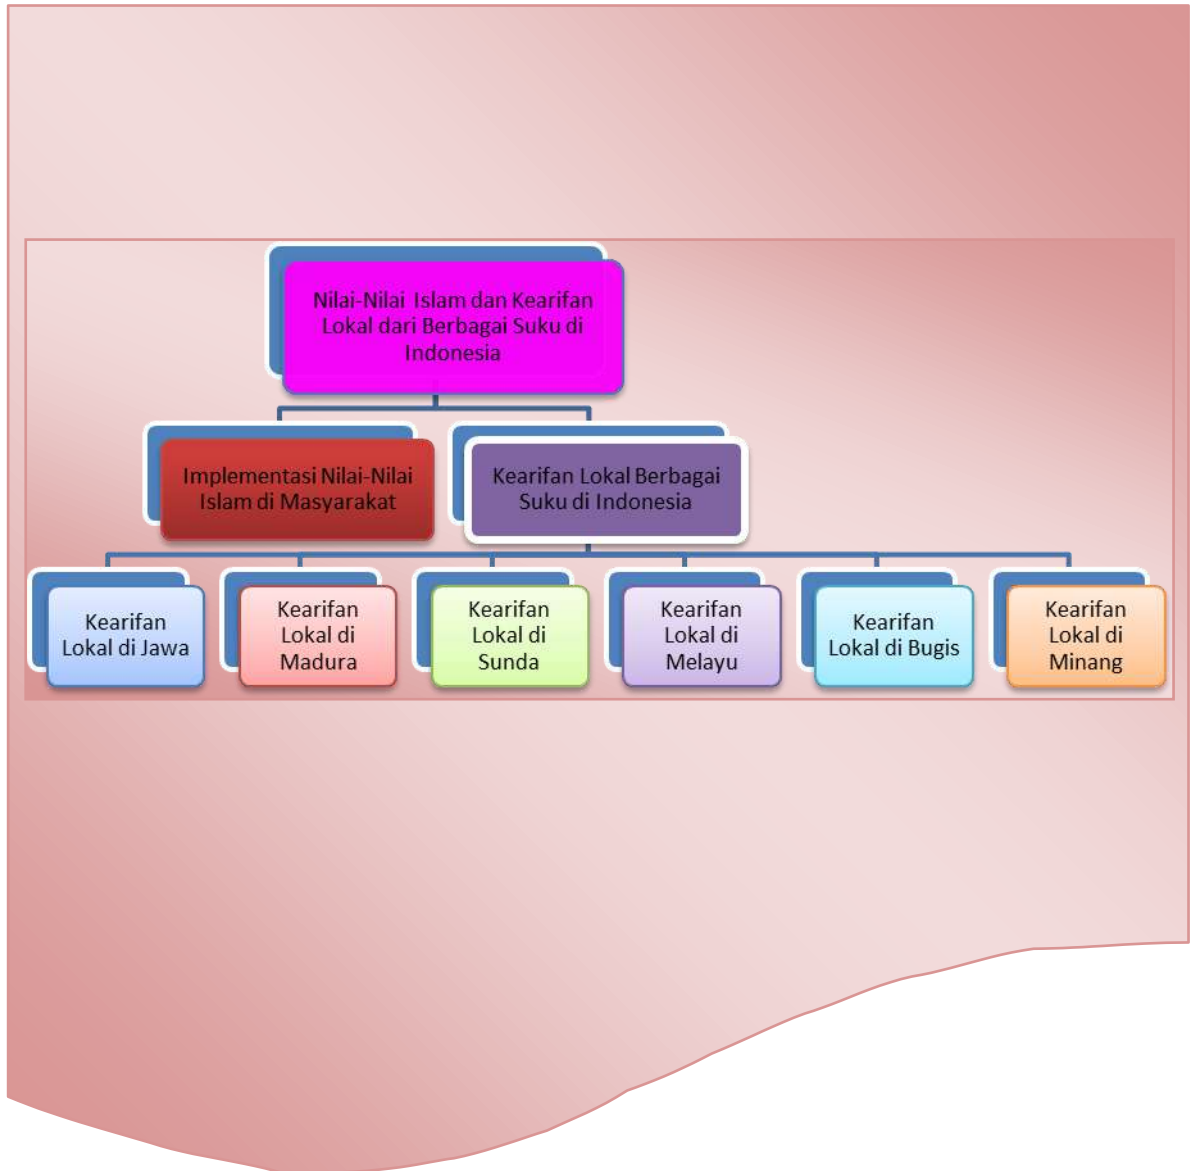 Nilai-Nilai Islam dan Kearifan
Lokal dari Berbagai Suku di
Indonesia
Implementasi Nilai-Nilai
Islam di Masyarakat
Kearifan Lokal Berbagai
Suku di Indonesia
Kearifan
Lokal di Jawa
Kearifan
Lokal di
Madura
Kearifan
Lokal di
Sunda
Kearifan
Lokal di
Melayu
Kearifan
Lokal di Bugis
Kearifan
Lokal di
Minang